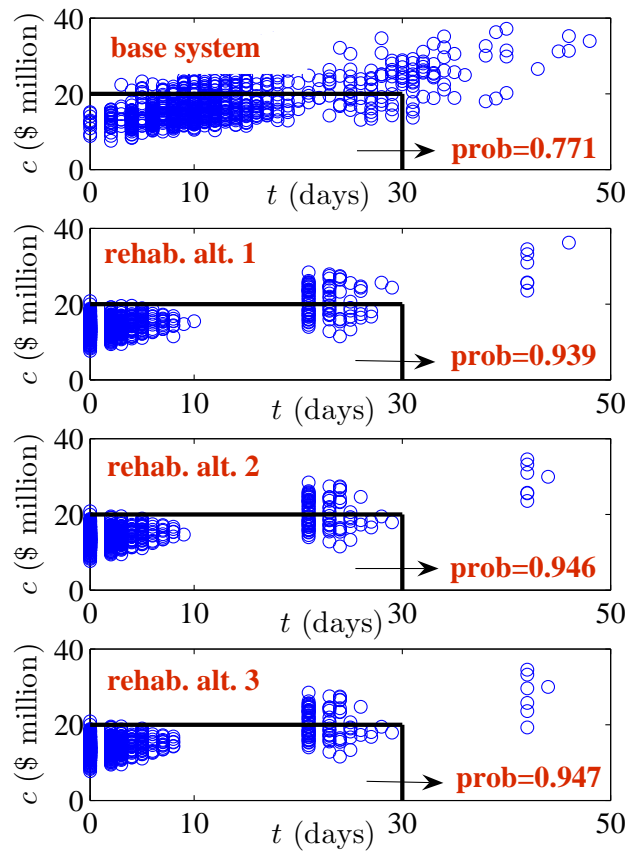 40
base system
20
c ($ million)
prob=0.771
0
0 10 t (days) 30 50
40
rehab. alt. 1
20
c ($ million)
prob=0.939
0
0 10 t (days) 30 50
40
rehab. alt. 2
20
c ($ million)
prob=0.946
0
0 10 t (days) 30 50
40
rehab. alt. 3
20
c ($ million)
prob=0.947
0
0 10 t (days) 30 50